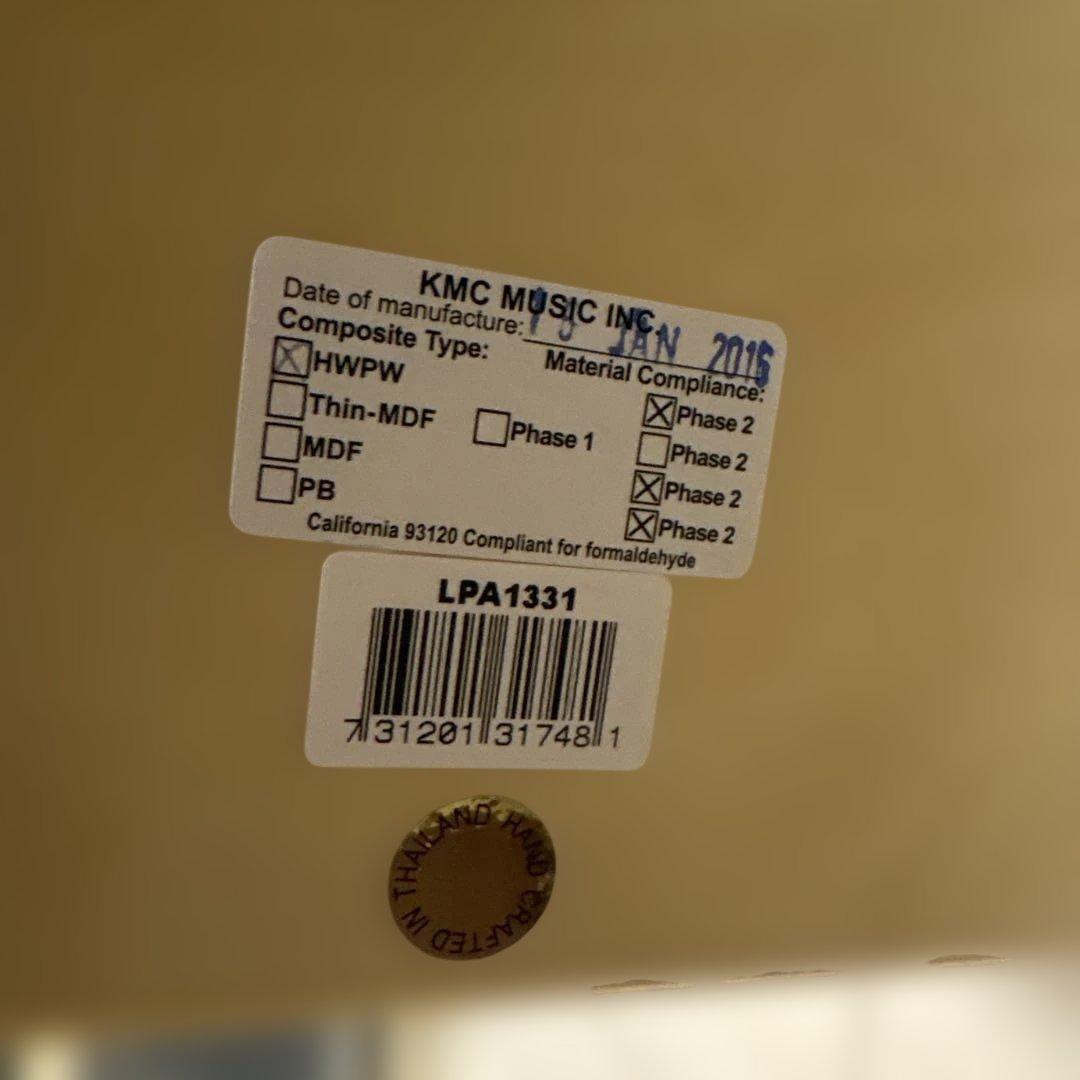 KMC MUSIC INC.
Date of manufacture: JAN
Composite Type: Material Compliance:
☒HWPW ☒Phase 2
☐Thin-MDF ☐Phase 1 ☐Phase 2
☐MDF ☒Phase 2
☐PB ☒Phase 2
California 93120 Compliant for formaldehyde
LPA1331
7 31201 31748 1
HAND CRAFTED IN THAILAND